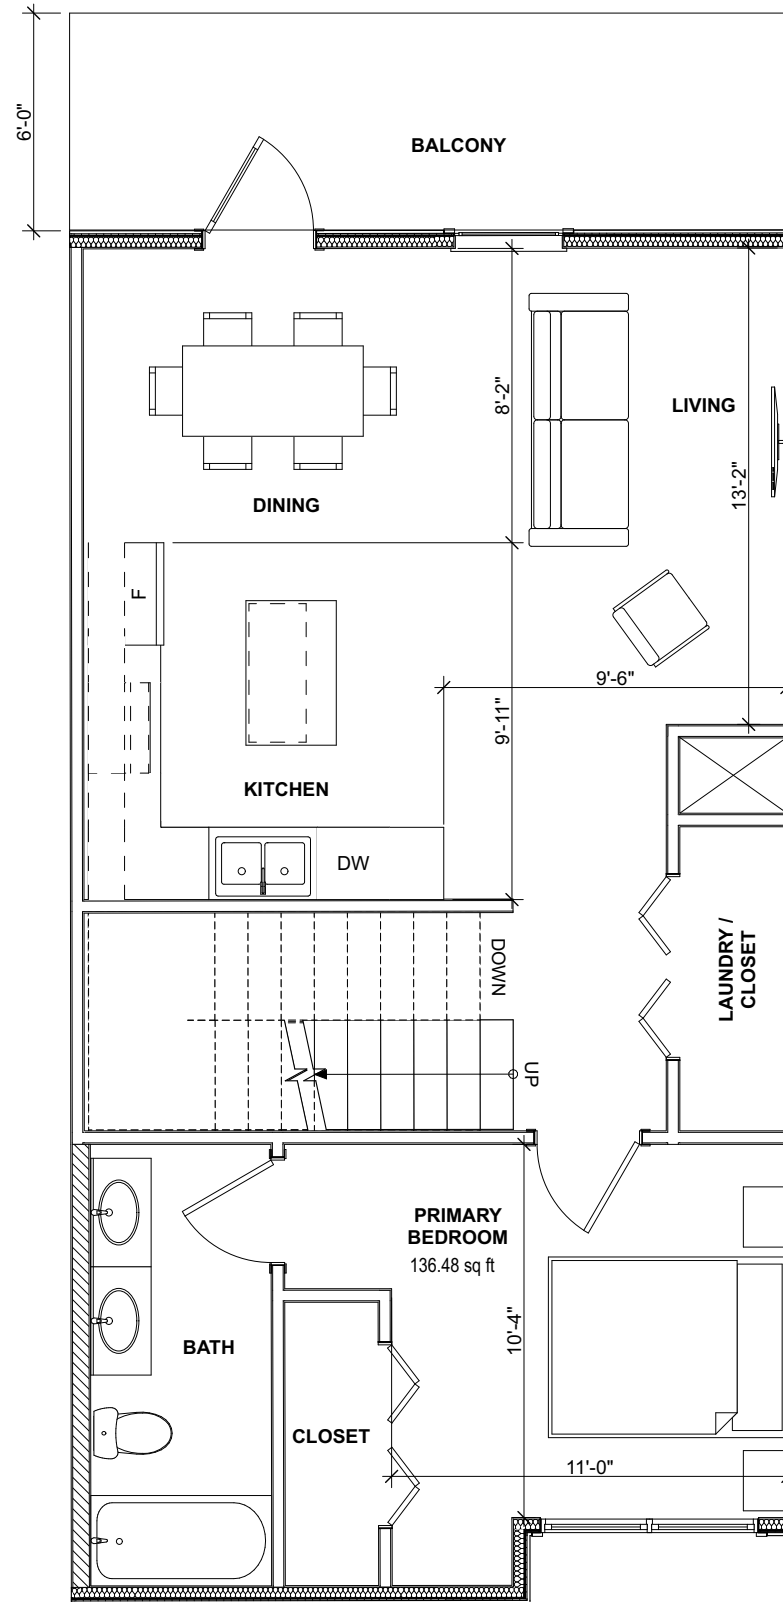 6'-0"
BALCONY
8'-2"
LIVING
13'-2"
DINING
F
9'-6"
9'-11"
KITCHEN
DW
DOWN
LAUNDRY /
CLOSET
UP
PRIMARY
BEDROOM
136.48 sq ft
10'-4"
BATH
CLOSET
11'-0"